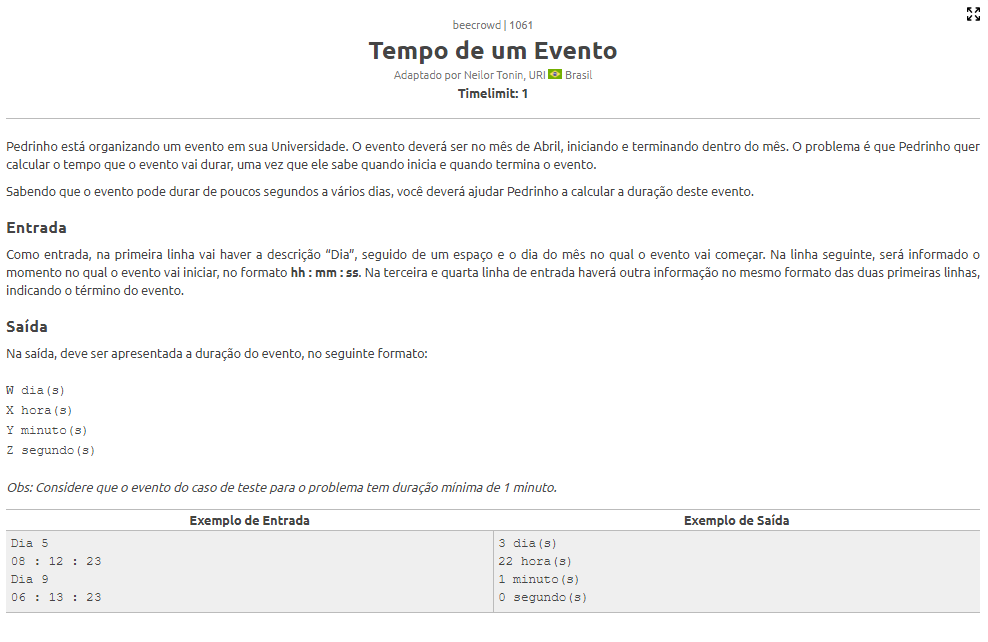 beecrowd | 1061
Tempo de um Evento
Adaptado por Neilor Tonin, URI Brasil
Timelimit: 1
Pedrinho está organizando um evento em sua Universidade. O evento deverá ser no mês de Abril, iniciando e terminando dentro do mês. O problema é que Pedrinho quer
calcular o tempo que o evento vai durar, uma vez que ele sabe quando inicia e quando termina o evento.
Sabendo que o evento pode durar de poucos segundos a vários dias, você deverá ajudar Pedrinho a calcular a duração deste evento.
Entrada
Como entrada, na primeira linha vai haver a descrição “Dia”, seguido de um espaço e o dia do mês no qual o evento vai começar. Na linha seguinte, será informado o
momento no qual o evento vai iniciar, no formato hh : mm : ss. Na terceira e quarta linha de entrada haverá outra informação no mesmo formato das duas primeiras linhas,
indicando o término do evento.
Saída
Na saída, deve ser apresentada a duração do evento, no seguinte formato:
W dia(s)
X hora(s)
Y minuto(s)
Z segundo(s)
Obs: Considere que o evento do caso de teste para o problema tem duração mínima de 1 minuto.
Exemplo de Entrada
Exemplo de Saída
Dia 5
08 : 12 : 23
Dia 9
06 : 13 : 23
3 dia(s)
22 hora(s)
1 minuto(s)
0 segundo(s)